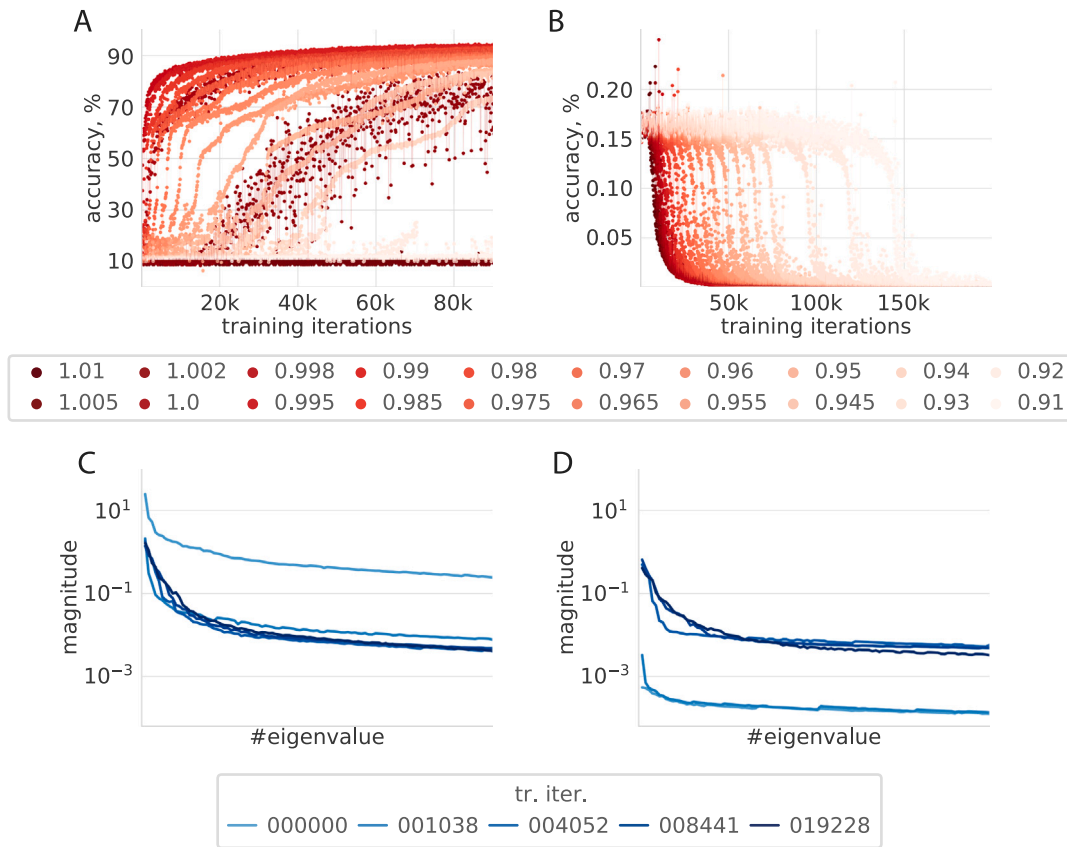 A
B
accuracy, %
90
70
50
30
10
20k 40k 60k 80k
training iterations
accuracy, %
0.20
0.15
0.10
0.05
50k 100k 150k
training iterations
1.01 1.002 0.998 0.99 0.98 0.97 0.96 0.95 0.94 0.92
1.005 1.0 0.995 0.985 0.975 0.965 0.955 0.945 0.93 0.91
C
D
magnitude
10^1
10^-1
10^-3
#eigenvalue
magnitude
10^1
10^-1
10^-3
#eigenvalue
tr. iter.
000000 001038 004052 008441 019228